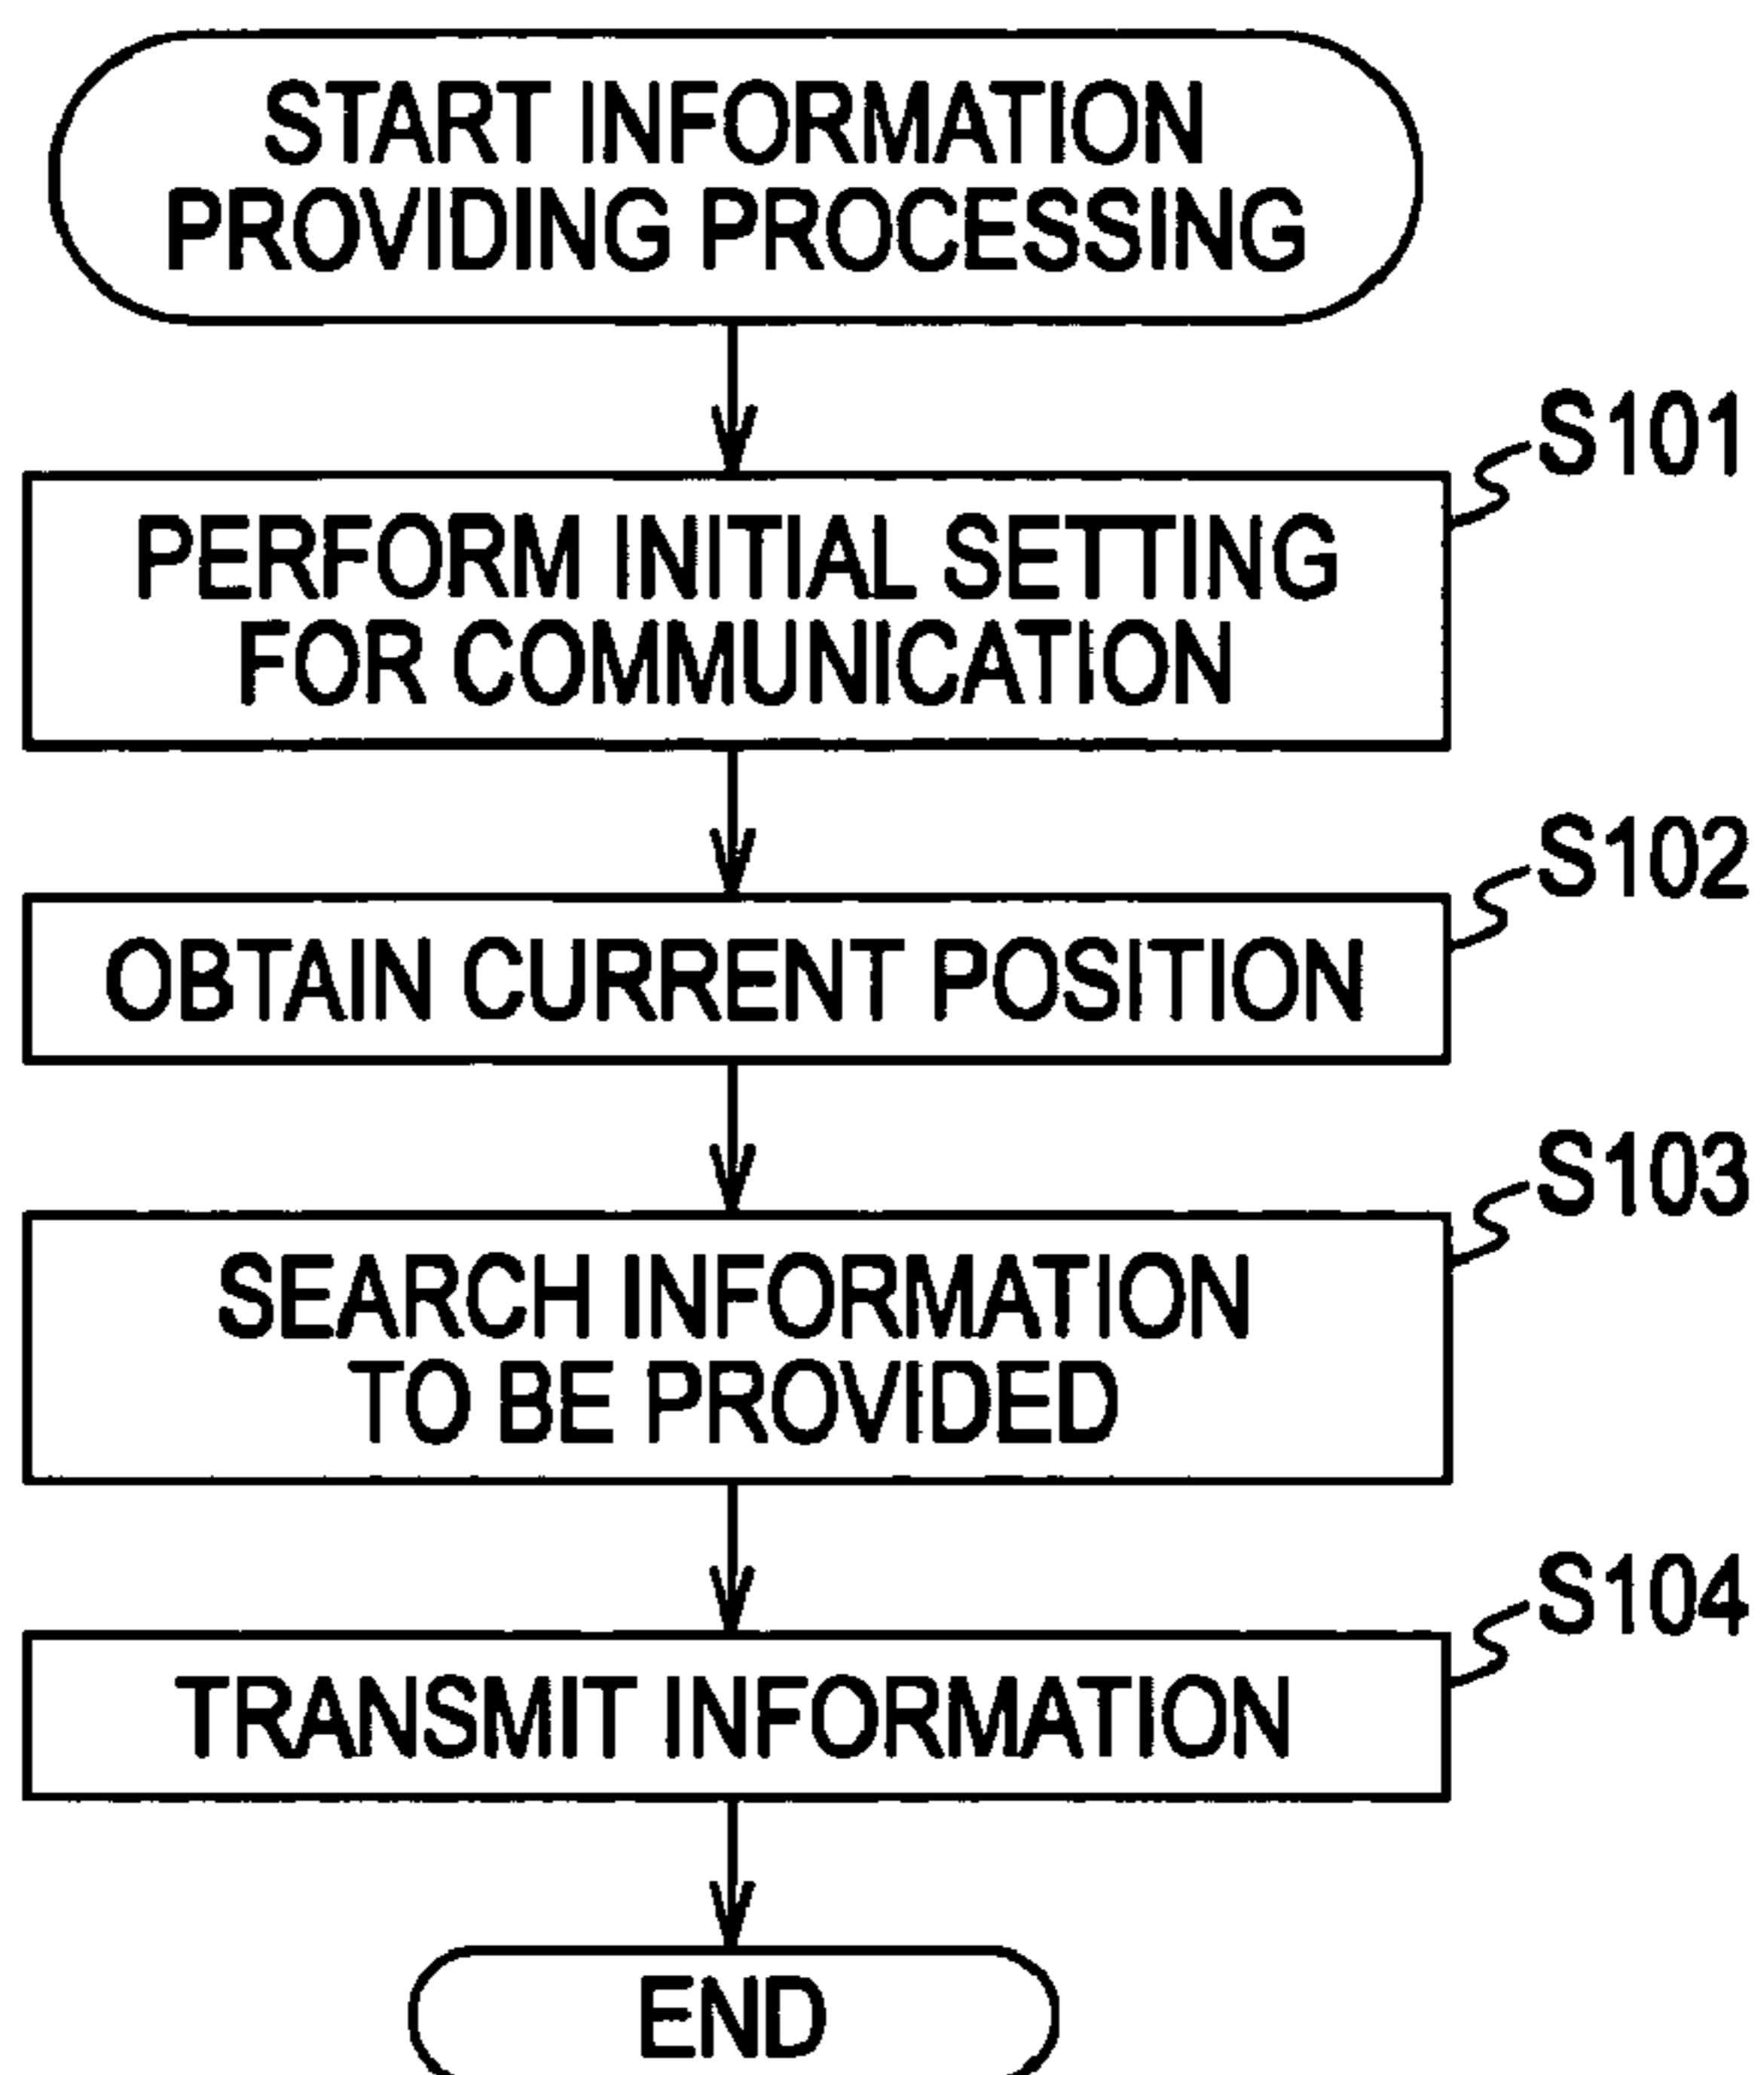 START INFORMATION
PROVIDING PROCESSING
S101
PERFORM INITIAL SETTING
FOR COMMUNICATION
S102
OBTAIN CURRENT POSITION
S103
SEARCH INFORMATION
TO BE PROVIDED
S104
TRANSMIT INFORMATION
END